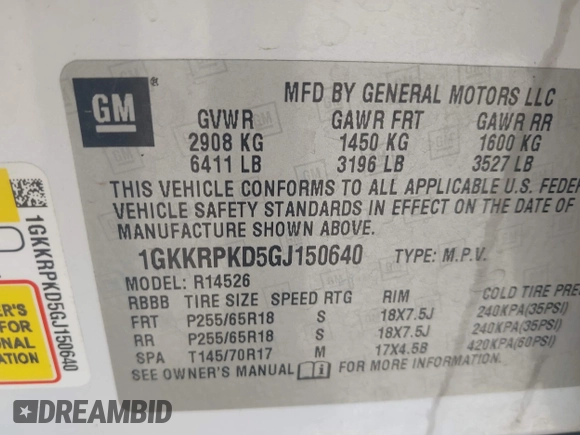 GM
MFD BY GENERAL MOTORS LLC
GVWR GAWR FRT GAWR RR
2908 KG 1450 KG 1600 KG
6411 LB 3196 LB 3527 LB
THIS VEHICLE CONFORMS TO ALL APPLICABLE U.S. FEDER
VEHICLE SAFETY STANDARDS IN EFFECT ON THE DATE OF
MANUFACTURE SHOWN ABOVE.
1GKKRPKD5GJ150640 TYPE: M.P.V.
MODEL: R14526
RBBB TIRE SIZE SPEED RTG RIM COLD TIRE PRE
FRT P255/65R18 S 18X7.5J 240KPA(35PSI)
RR P255/65R18 S 18X7.5J 240KPA(35PSI)
SPA T145/70R17 M 17X4.5B 420KPA(60PSI)
SEE OWNER'S MANUAL FOR MORE INFORMATION.
1GKKRPKD5GJ150640
ER'S
FOR
ONAL
ATION
DREAMBID